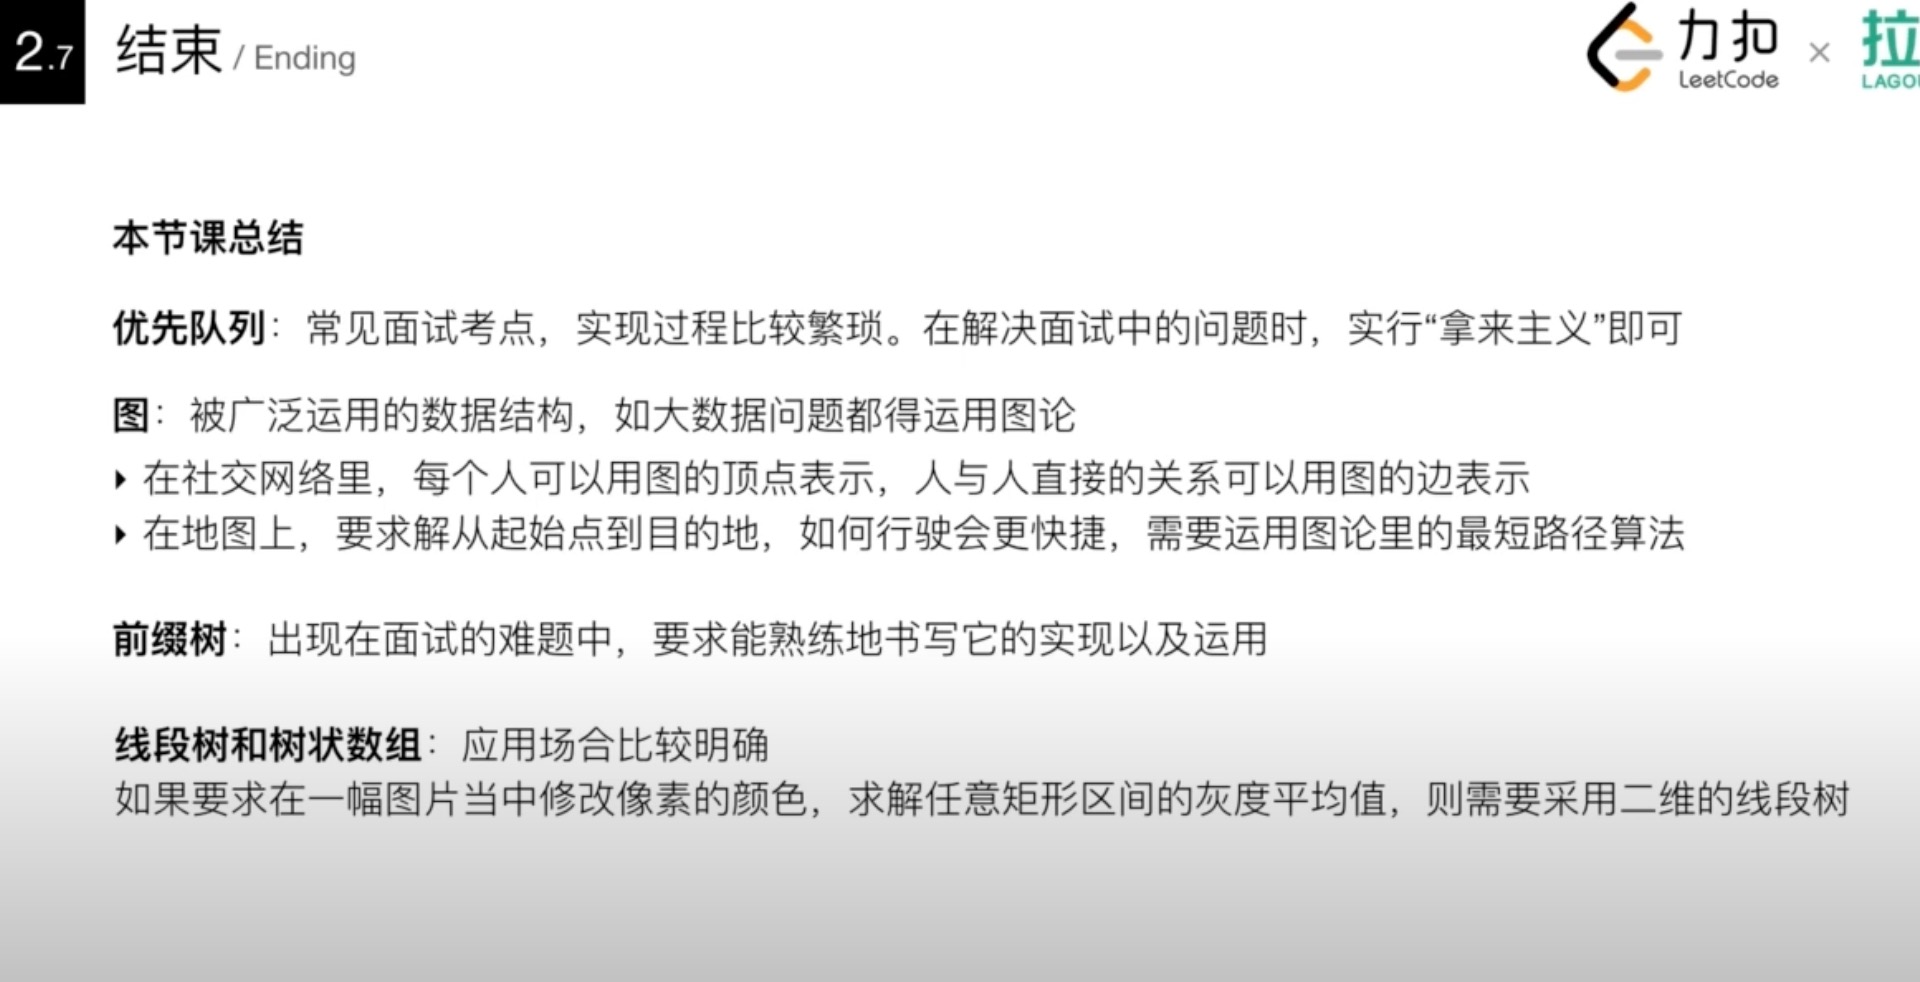 2.7 结束 / Ending
力扣 × 拉
LeetCode LAGO
本节课总结
优先队列：常见面试考点，实现过程比较繁琐。在解决面试中的问题时，实行“拿来主义”即可
图：被广泛运用的数据结构，如大数据问题都得运用图论
在社交网络里，每个人可以用图的顶点表示，人与人直接的关系可以用图的边表示
在地图上，要求解从起始点到目的地，如何行驶会更快捷，需要运用图论里的最短路径算法
前缀树：出现在面试的难题中，要求能熟练地书写它的实现以及运用
线段树和树状数组：应用场合比较明确
如果要求在一幅图片当中修改像素的颜色，求解任意矩形区间的灰度平均值，则需要采用二维的线段树